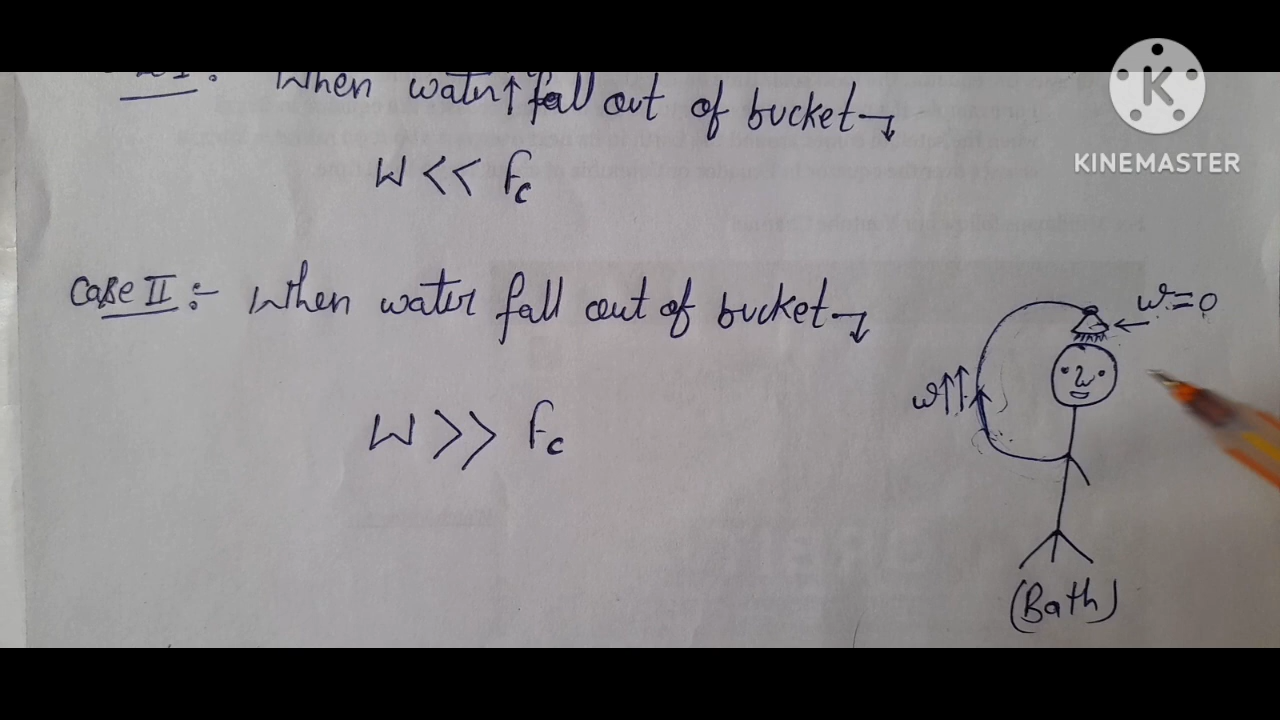 When water↑ fall out of bucket→
W << Fc
Case II :- When water fall out of bucket→
W >> Fc
w=0
w↑↑
(Bath)
K
KINEMASTER